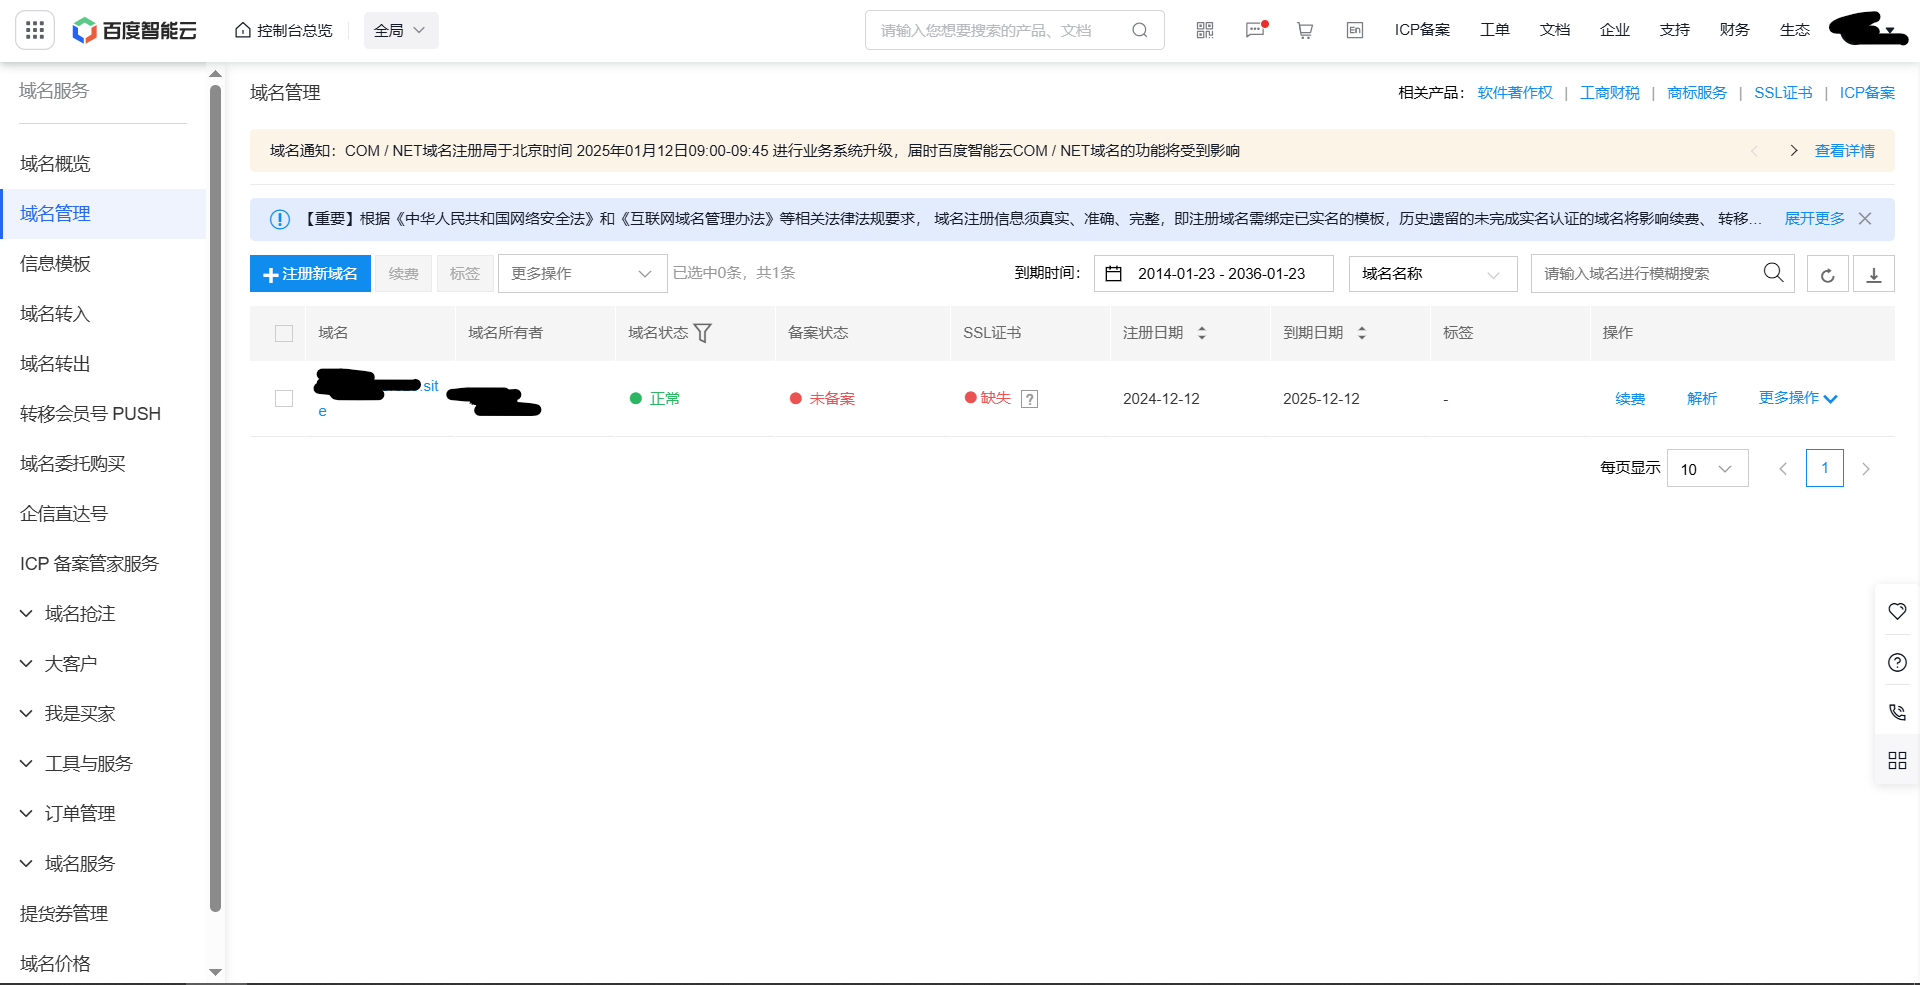 百度智能云
控制台总览
全局
请输入您想要搜索的产品、文档
En
ICP备案
工单
文档
企业
支持
财务
生态
域名服务
域名概览
域名管理
信息模板
域名转入
域名转出
转移会员号 PUSH
域名委托购买
企信直达号
ICP 备案管家服务
域名抢注
大客户
我是买家
工具与服务
订单管理
域名服务
提货券管理
域名价格
域名管理
相关产品： 软件著作权 | 工商财税 | 商标服务 | SSL证书 | ICP备案
域名通知：COM / NET域名注册局于北京时间 2025年01月12日09:00-09:45 进行业务系统升级，届时百度智能云COM / NET域名的功能将受到影响
查看详情
【重要】根据《中华人民共和国网络安全法》和《互联网域名管理办法》等相关法律法规要求， 域名注册信息须真实、准确、完整，即注册域名需绑定已实名的模板，历史遗留的未完成实名认证的域名将影响续费、 转移... 展开更多
注册新域名 续费 标签 更多操作 已选中0条，共1条 到期时间： 2014-01-23 - 2036-01-23 域名名称 请输入域名进行模糊搜索
域名 域名所有者 域名状态 备案状态 SSL证书 注册日期 到期日期 标签 操作
.sit
e
正常 未备案 缺失 ? 2024-12-12 2025-12-12 - 续费 解析 更多操作
每页显示 10 1